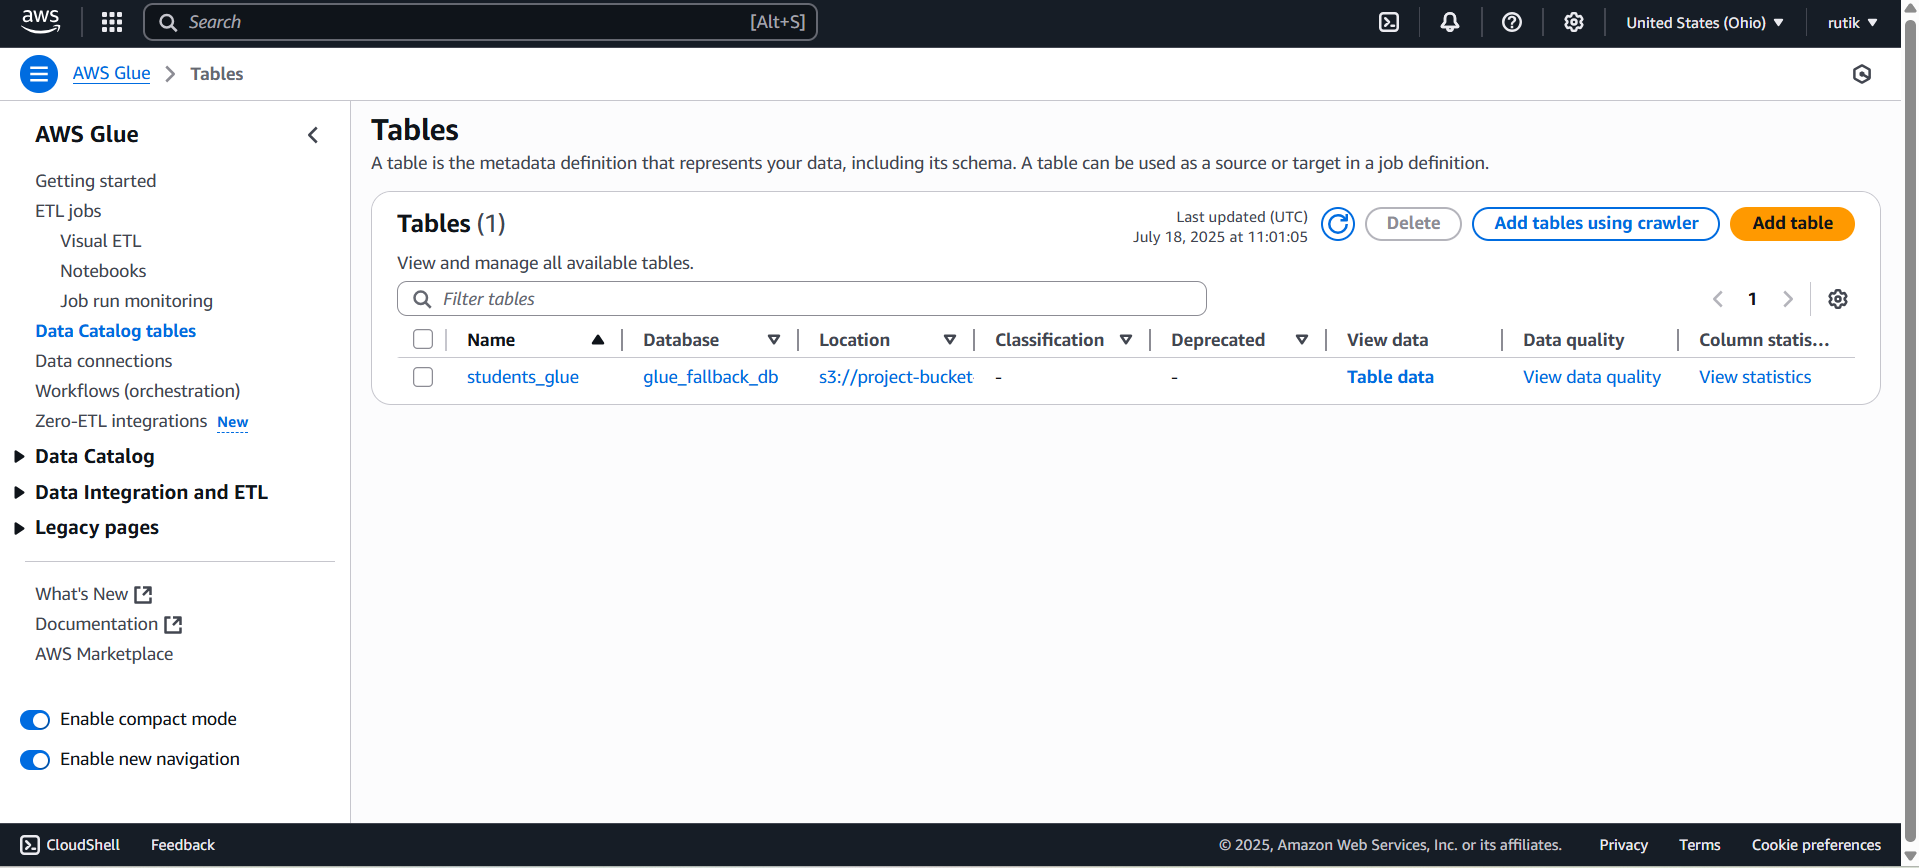 aws
Search
[Alt+S]
United States (Ohio)
rutik
AWS Glue
Tables
AWS Glue
Getting started
ETL jobs
Visual ETL
Notebooks
Job run monitoring
Data Catalog tables
Data connections
Workflows (orchestration)
Zero-ETL integrations New
Data Catalog
Data Integration and ETL
Legacy pages
What's New
Documentation
AWS Marketplace
Enable compact mode
Enable new navigation
Tables
A table is the metadata definition that represents your data, including its schema. A table can be used as a source or target in a job definition.
Tables (1)
Last updated (UTC)
July 18, 2025 at 11:01:05
Delete
Add tables using crawler
Add table
View and manage all available tables.
Filter tables
1
Name Database Location Classification Deprecated View data Data quality Column statis...
students_glue glue_fallback_db s3://project-bucket- - - Table data View data quality View statistics
CloudShell Feedback © 2025, Amazon Web Services, Inc. or its affiliates. Privacy Terms Cookie preferences